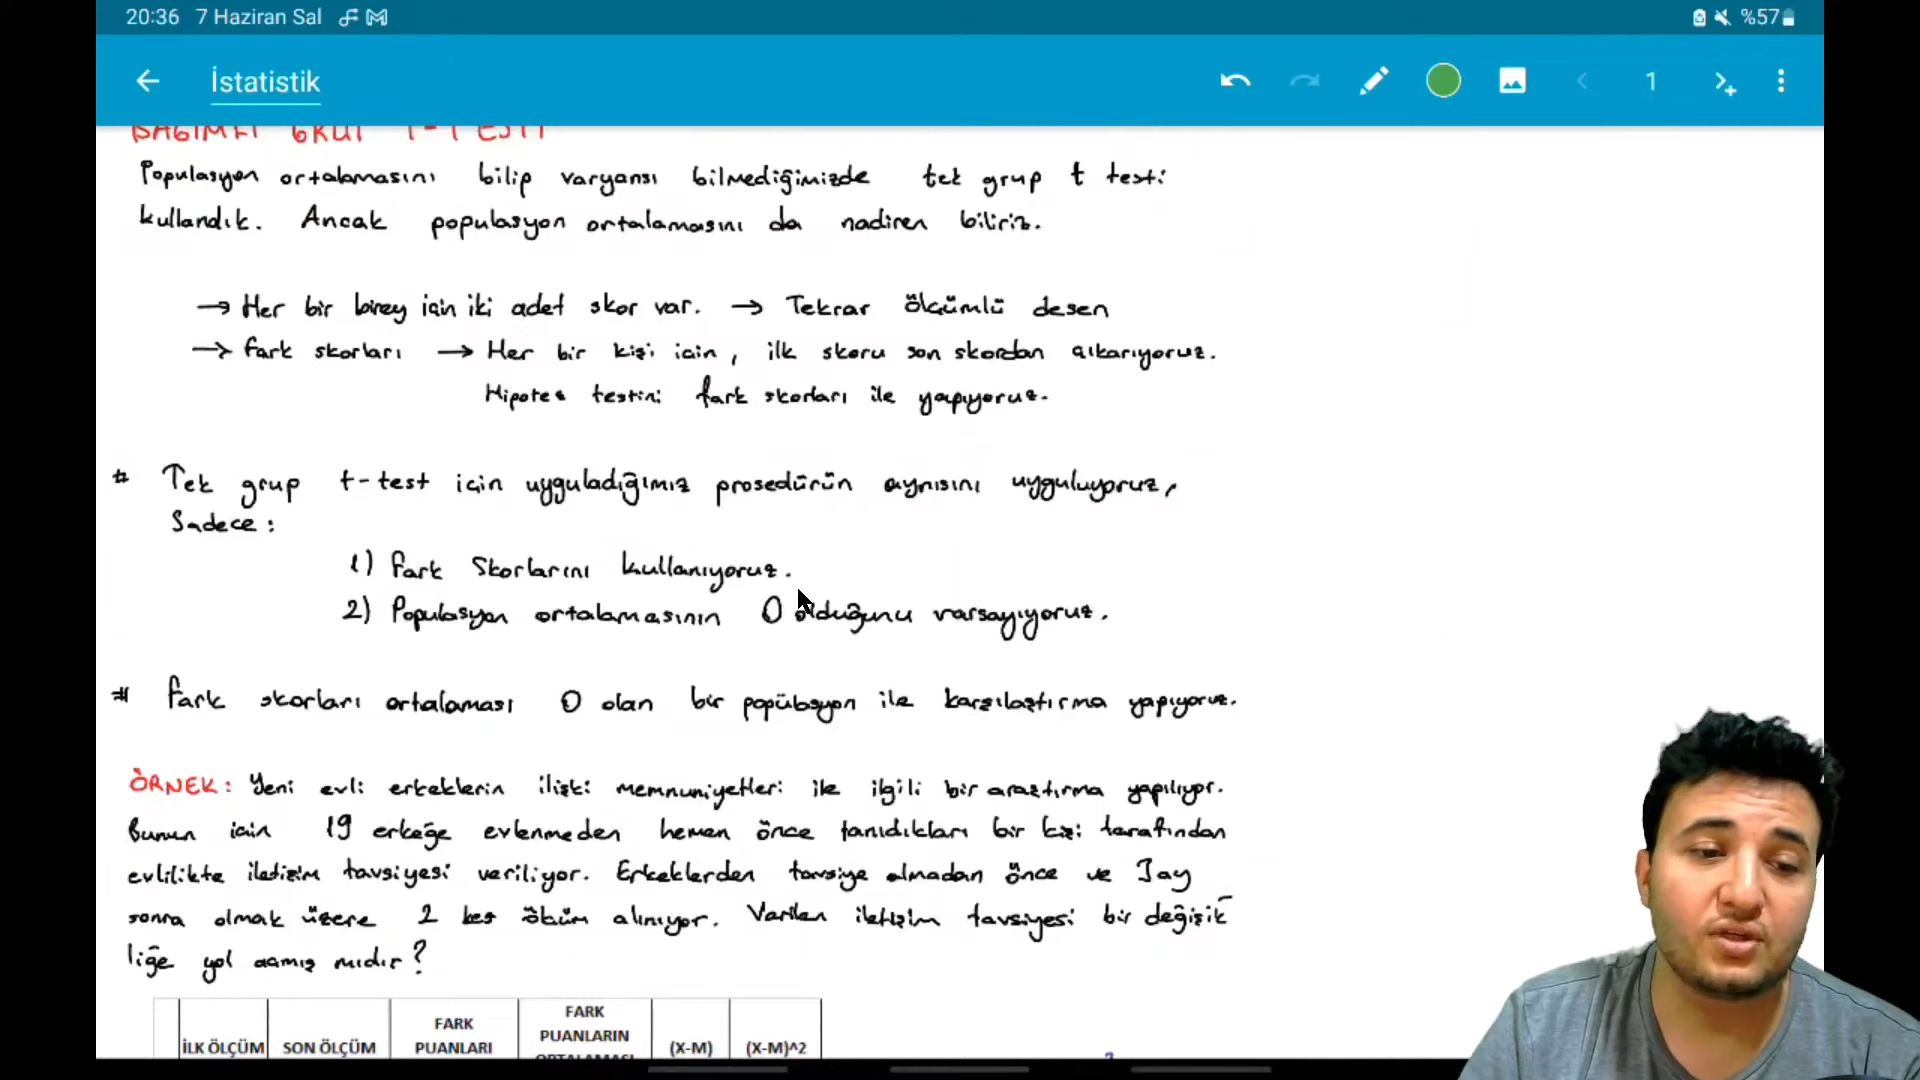 20:36 7 Haziran Sal
%57
İstatistik
1
BAĞIMLI GRUP T-TESTİ
Populasyon ortalamasını bilip varyansı bilmediğimizde tek grup t testi
kullandık. Ancak populasyon ortalamasını da nadiren biliriz.
→ Her bir birey için iki adet skor var. → Tekrar ölçümlü desen
→ Fark skorları → Her bir kişi için, ilk skoru son skordan çıkarıyoruz.
Hipotez testini fark skorları ile yapıyoruz.
# Tek grup t-test için uyguladığımız prosedürün aynısını uyguluyoruz,
Sadece:
1) Fark Skorlarını kullanıyoruz.
2) Populasyon ortalamasının 0 olduğunu varsayıyoruz.
# Fark skorları ortalaması 0 olan bir popülasyon ile karşılaştırma yapıyoruz.
ÖRNEK: Yeni evli erkeklerin ilişki memnuniyetleri ile ilgili bir araştırma yapılıyor.
Bunun için 19 erkeğe evlenmeden hemen önce tanıdıkları bir kişi tarafından
evlilikte iletişim tavsiyesi veriliyor. Erkeklerden tavsiye almadan önce ve 3 ay
sonra olmak üzere 2 kez ölçüm alınıyor. Verilen iletişim tavsiyesi bir değişik-
liğe yol açmış mıdır?
İLK ÖLÇÜM SON ÖLÇÜM FARK PUANLARI FARK PUANLARIN ORTALAMASI (X-M) (X-M)^2